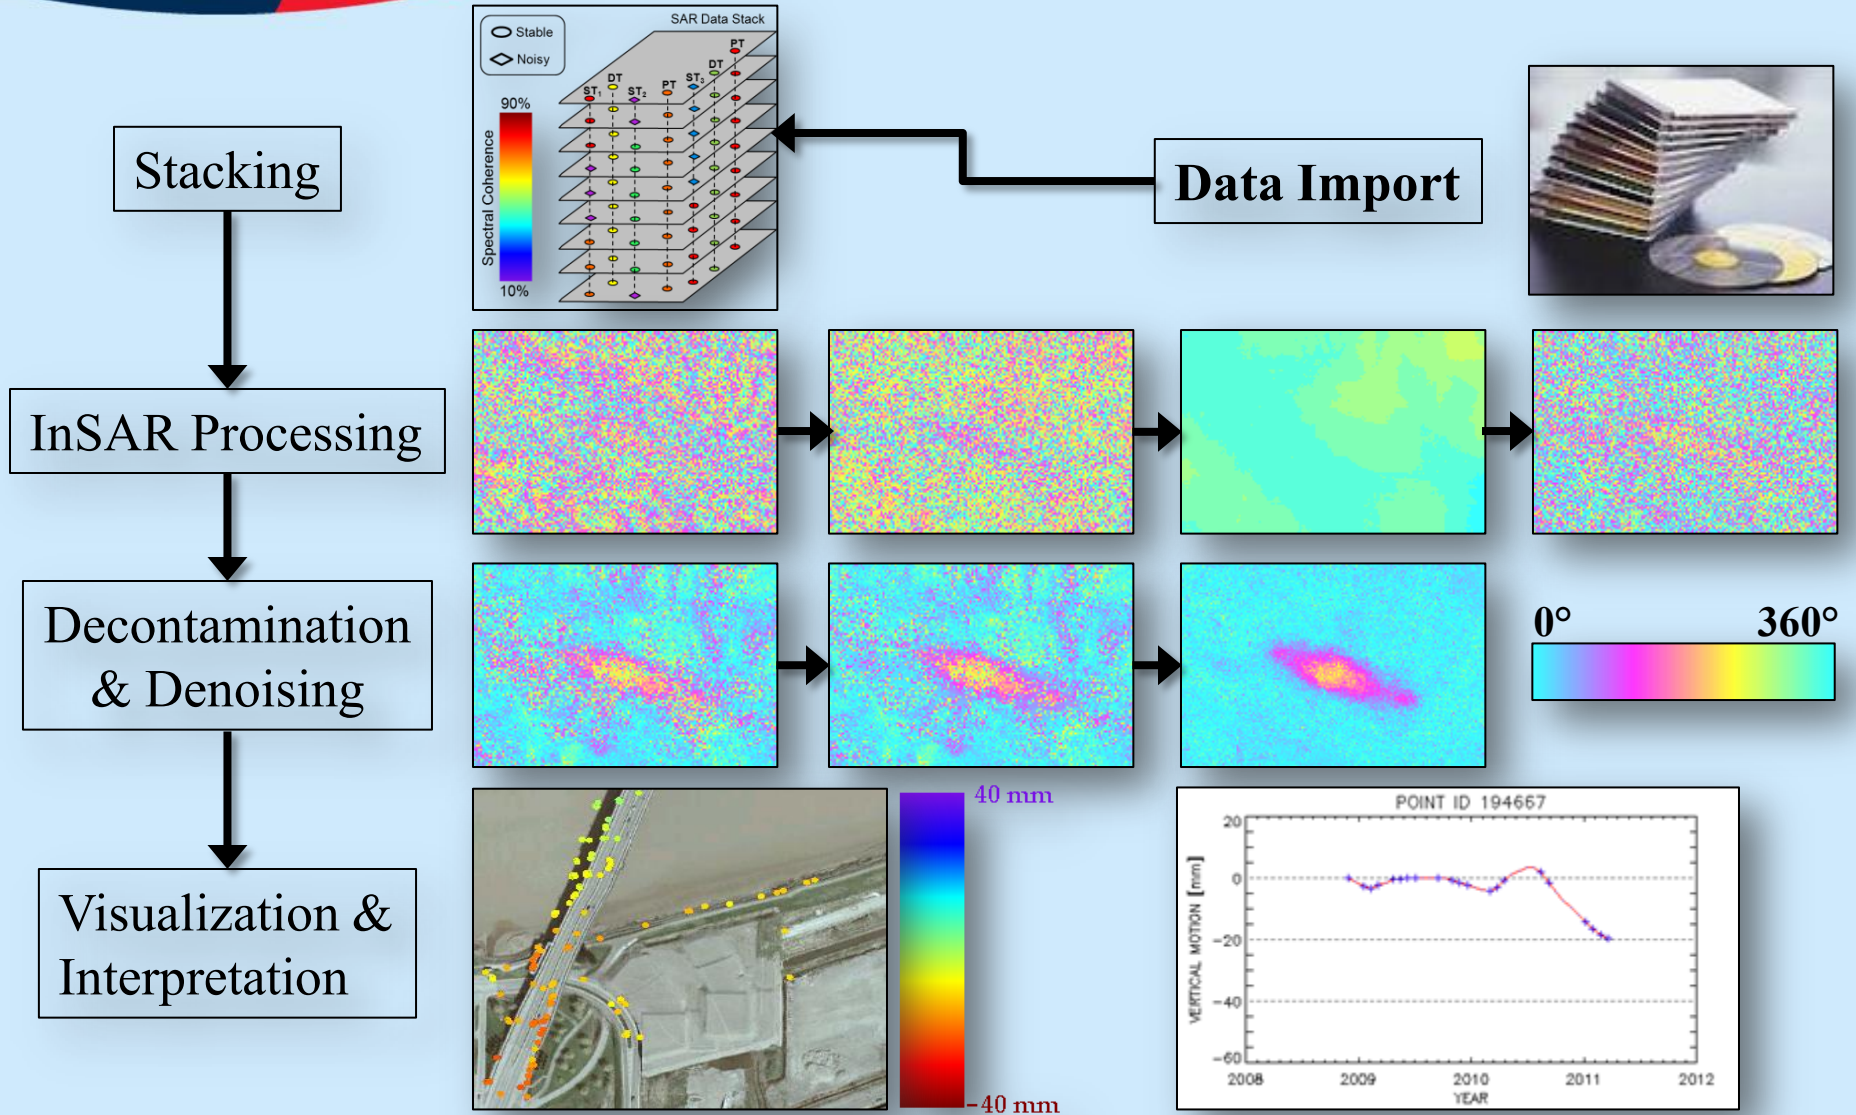 Stable
Noisy
SAR Data Stack
PT
DT
DT
PT
ST3
ST1
ST2
90%
Spectral Coherence
10%
Stacking
Data Import
InSAR Processing
Decontamination
& Denoising
0° 360°
Visualization &
Interpretation
40 mm
-40 mm
POINT ID 194667
20
0
-20
-40
-60
VERTICAL MOTION [mm]
2008 2009 2010 2011 2012
YEAR